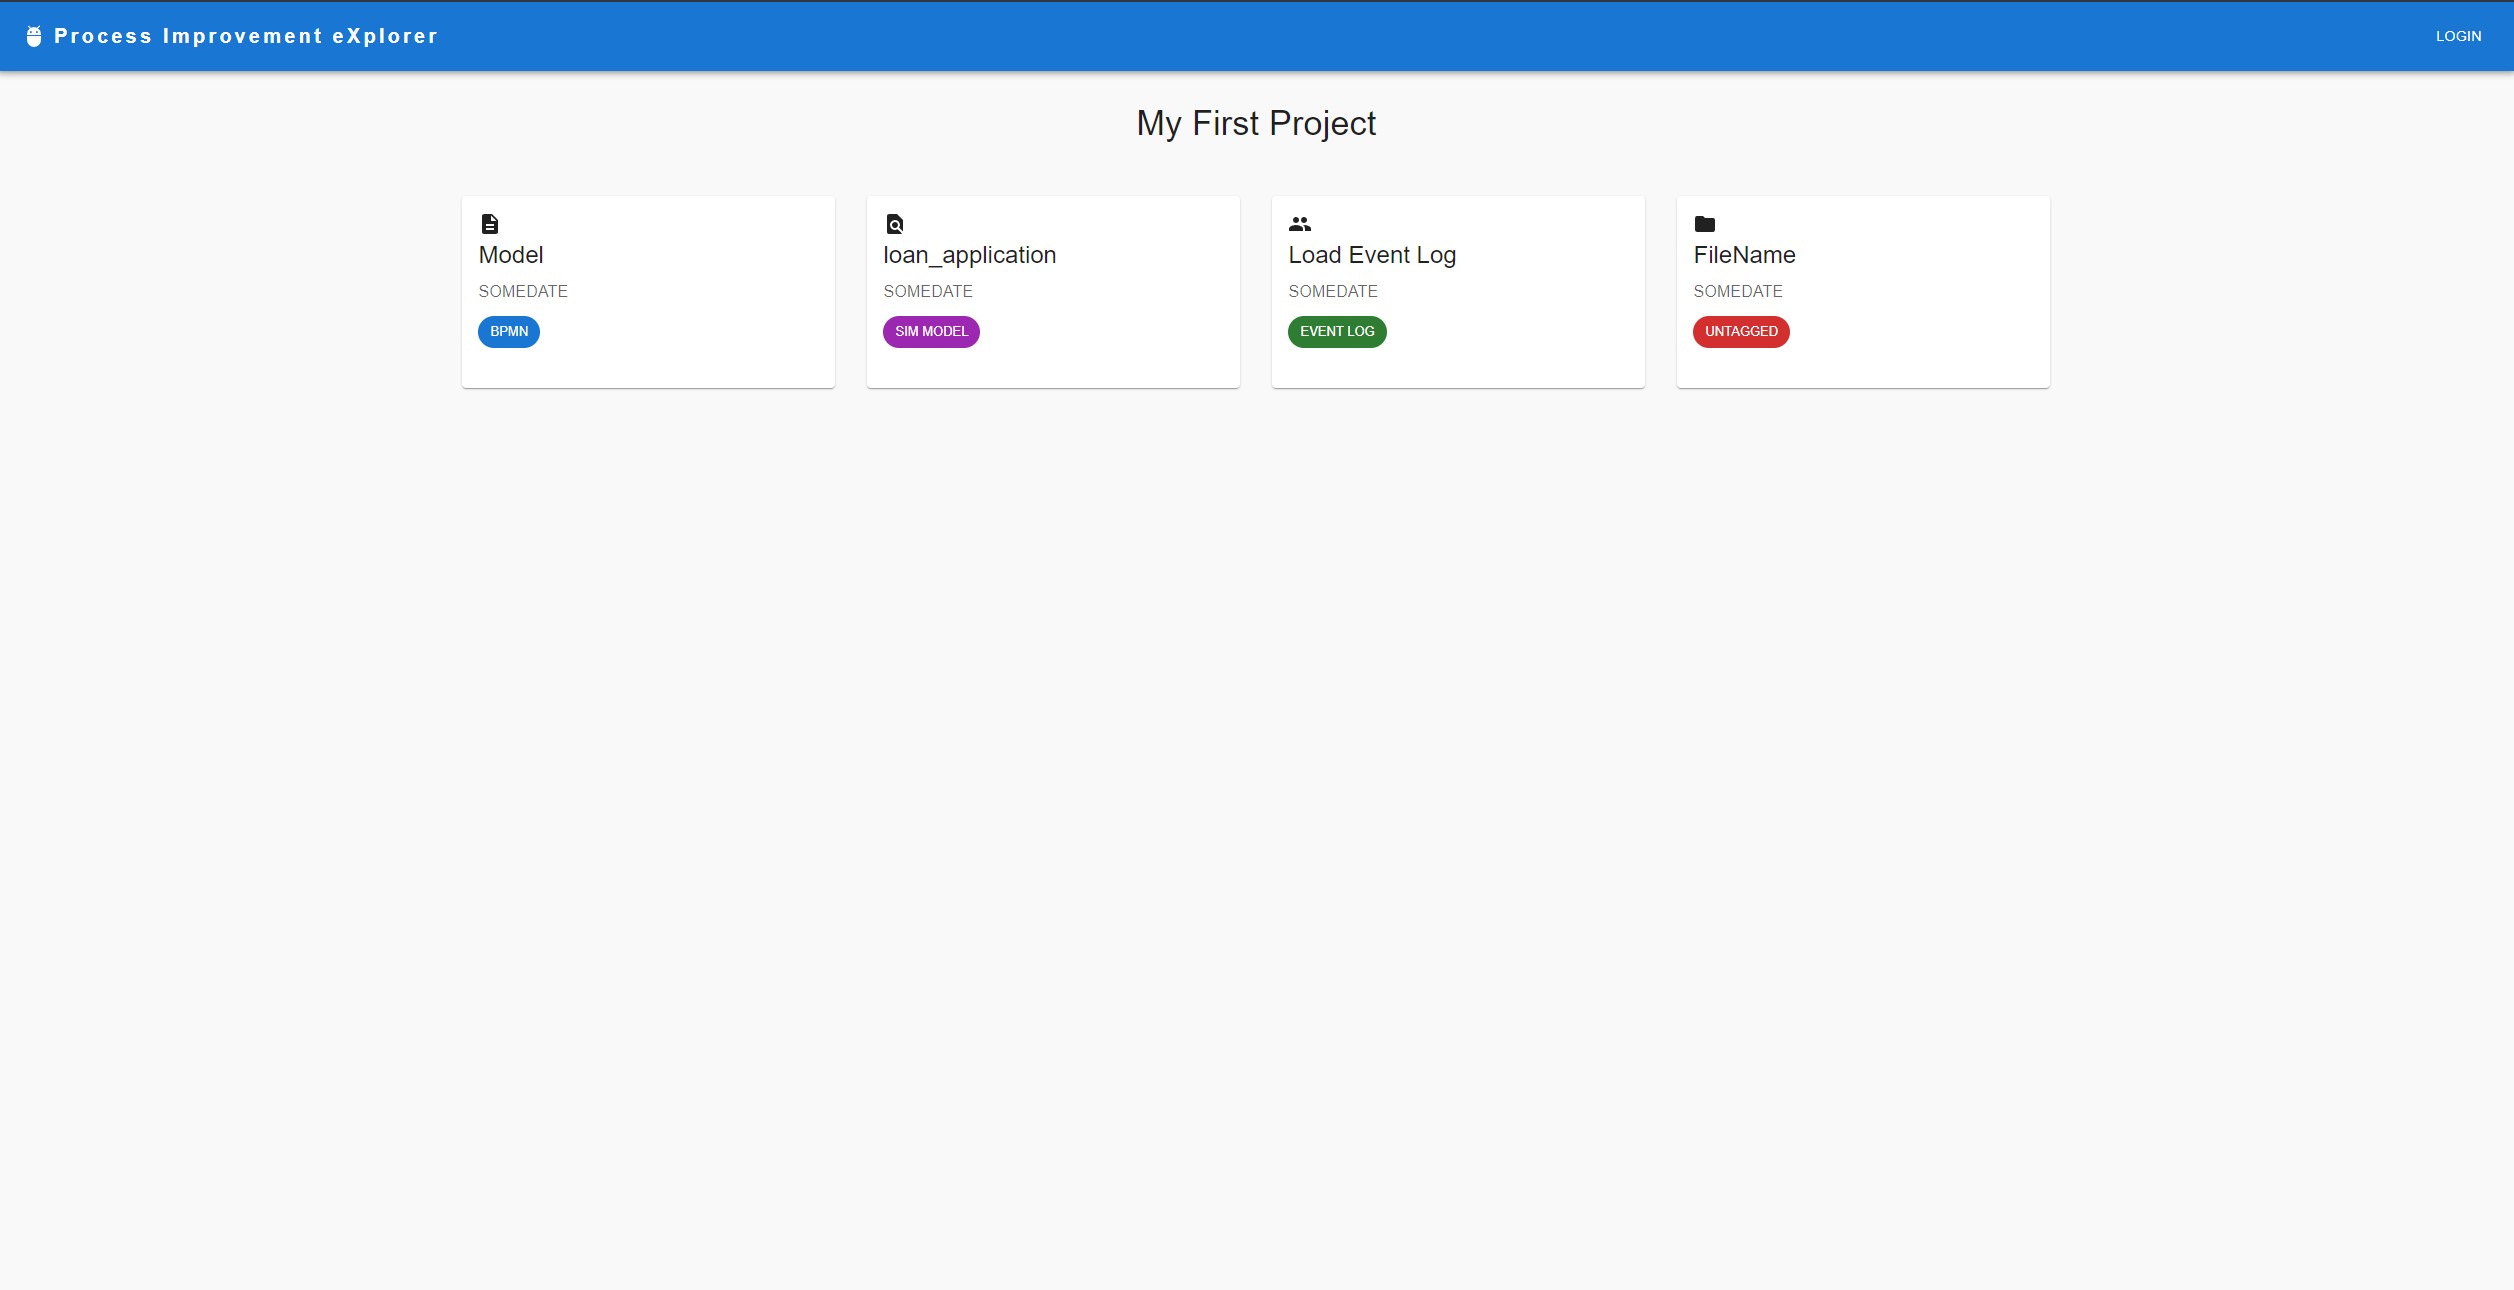 Process Improvement eXplorer
LOGIN
My First Project
Model
SOMEDATE
BPMN
loan_application
SOMEDATE
SIM MODEL
Load Event Log
SOMEDATE
EVENT LOG
FileName
SOMEDATE
UNTAGGED